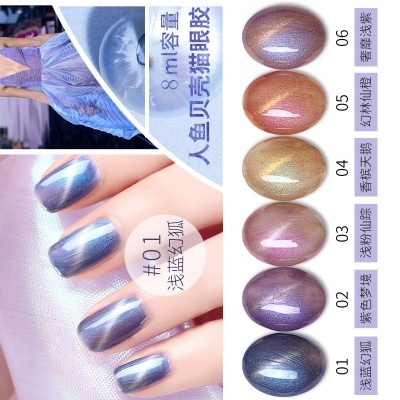 人鱼贝壳猫眼胶
8ml容量
#01
浅蓝幻狐
06
奢靡浅紫
05
幻林仙橙
04
香槟天鹅
03
浅粉仙踪
02
紫色梦境
01
浅蓝幻狐